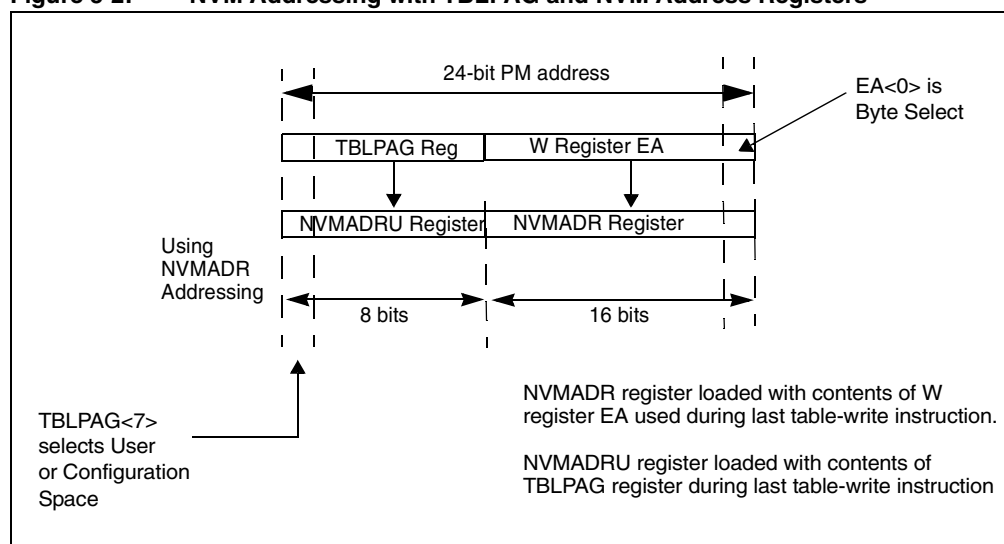 Figure 5-2: NVM Addressing with TBLPAG and NVM Address Registers
24-bit PM address
EA<0> is
Byte Select
TBLPAG Reg
W Register EA
NVMADRU Register
NVMADR Register
Using
NVMADR
Addressing
8 bits
16 bits
TBLPAG<7>
selects User
or Configuration
Space
NVMADR register loaded with contents of W
register EA used during last table-write instruction.
NVMADRU register loaded with contents of
TBLPAG register during last table-write instruction